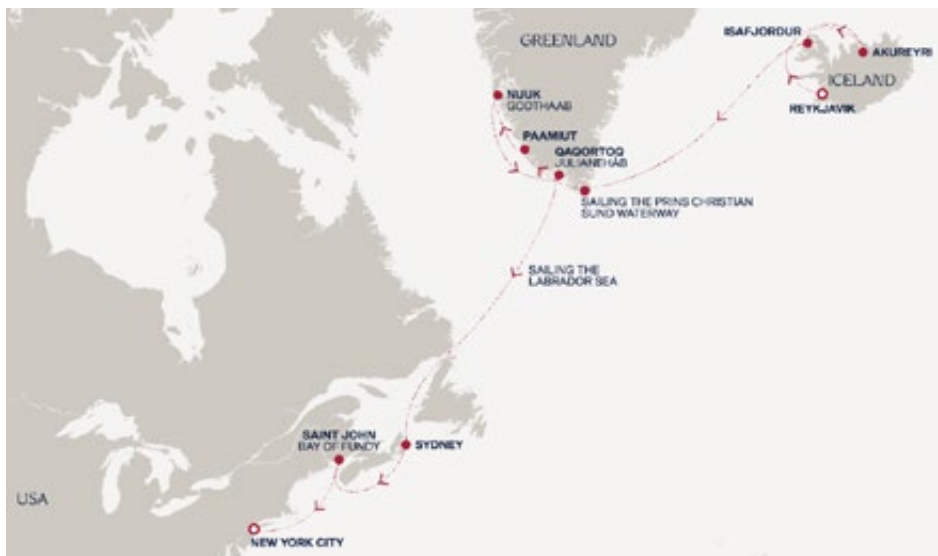 GREENLAND
ISAFJORDUR
AKUREYRI
ICELAND
REYKJAVIK
NUUK
GODTHAAB
PAAMIUT
QAQORTOQ
JULIANEHÅB
SAILING THE PRINS CHRISTIAN
SUND WATERWAY
SAILING THE
LABRADOR SEA
SAINT JOHN
BAY OF FUNDY
SYDNEY
USA
NEW YORK CITY